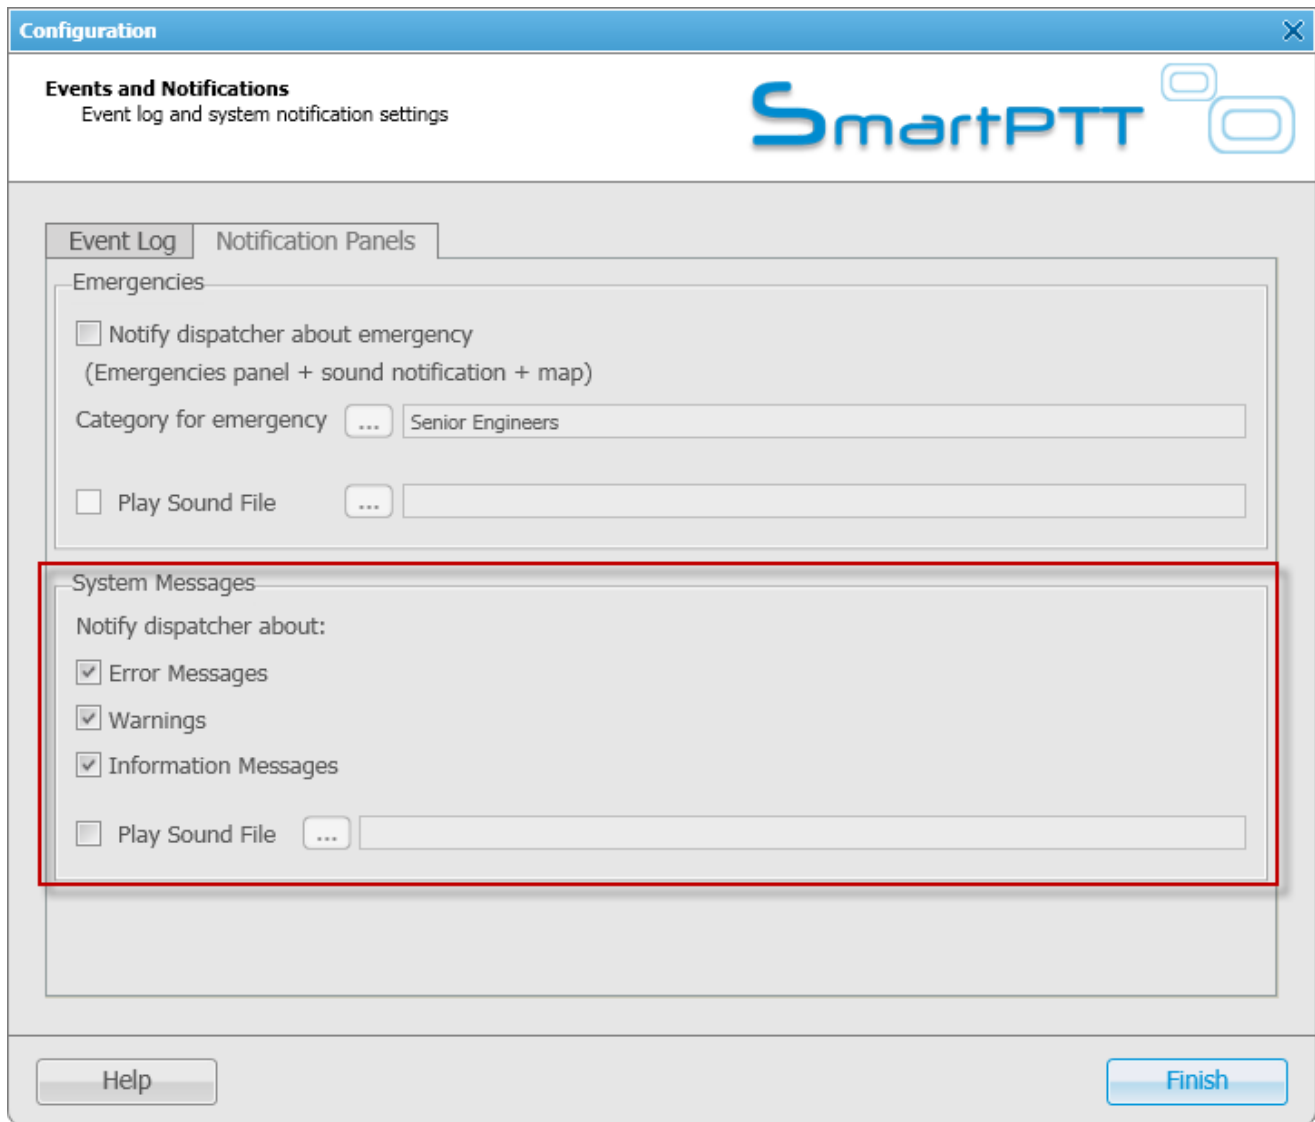 Configuration
Events and Notifications
Event log and system notification settings
SmartPTT
Event Log Notification Panels
Emergencies
Notify dispatcher about emergency
(Emergencies panel + sound notification + map)
Category for emergency ... Senior Engineers
Play Sound File ...
System Messages
Notify dispatcher about:
Error Messages
Warnings
Information Messages
Play Sound File ...
Help Finish